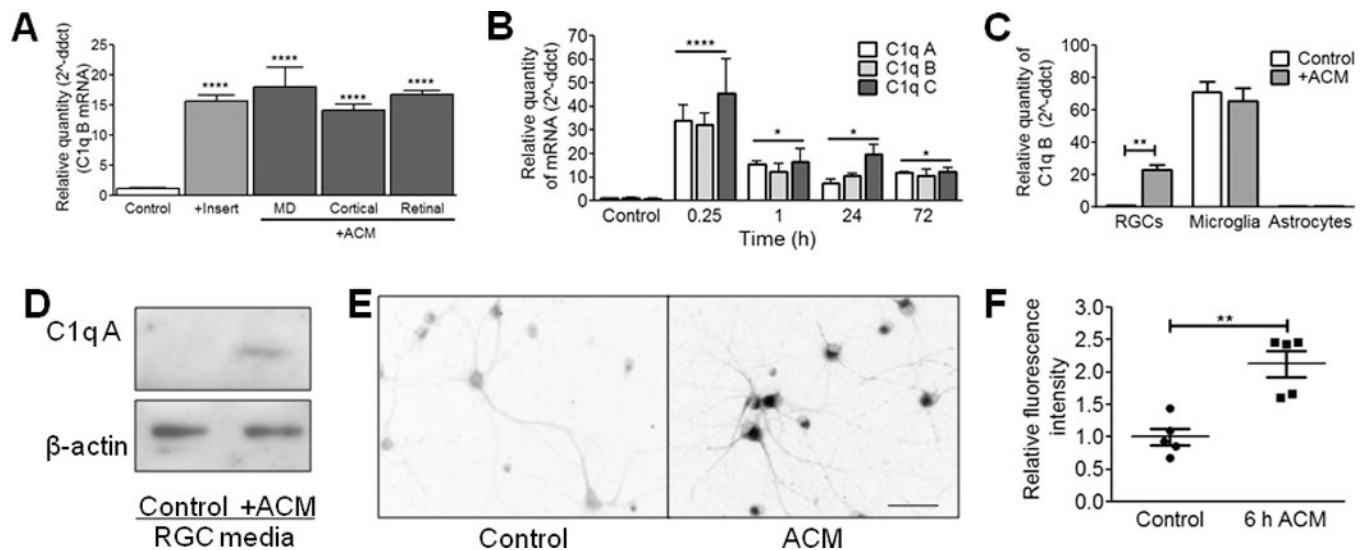 A
Relative quantity (2^-ddct)
(C1q B mRNA)
25
20
15
10
5
0
****
****
****
****
Control
+Insert
MD
Cortical
Retinal
+ACM
B
Relative quantity
of mRNA (2^-ddct)
70
60
50
40
30
20
10
0
****
*
*
*
C1q A
C1q B
C1q C
Control
0.25
1
24
72
Time (h)
C
Relative quantity of
C1q B (2^-ddct)
100
80
60
40
20
0
**
Control
+ACM
RGCs
Microglia
Astrocytes
D
C1q A
β-actin
Control +ACM
RGC media
E
Control
ACM
F
Relative fluorescence
intensity
3.0
2.5
2.0
1.5
1.0
0.5
0.0
**
Control
6 h ACM